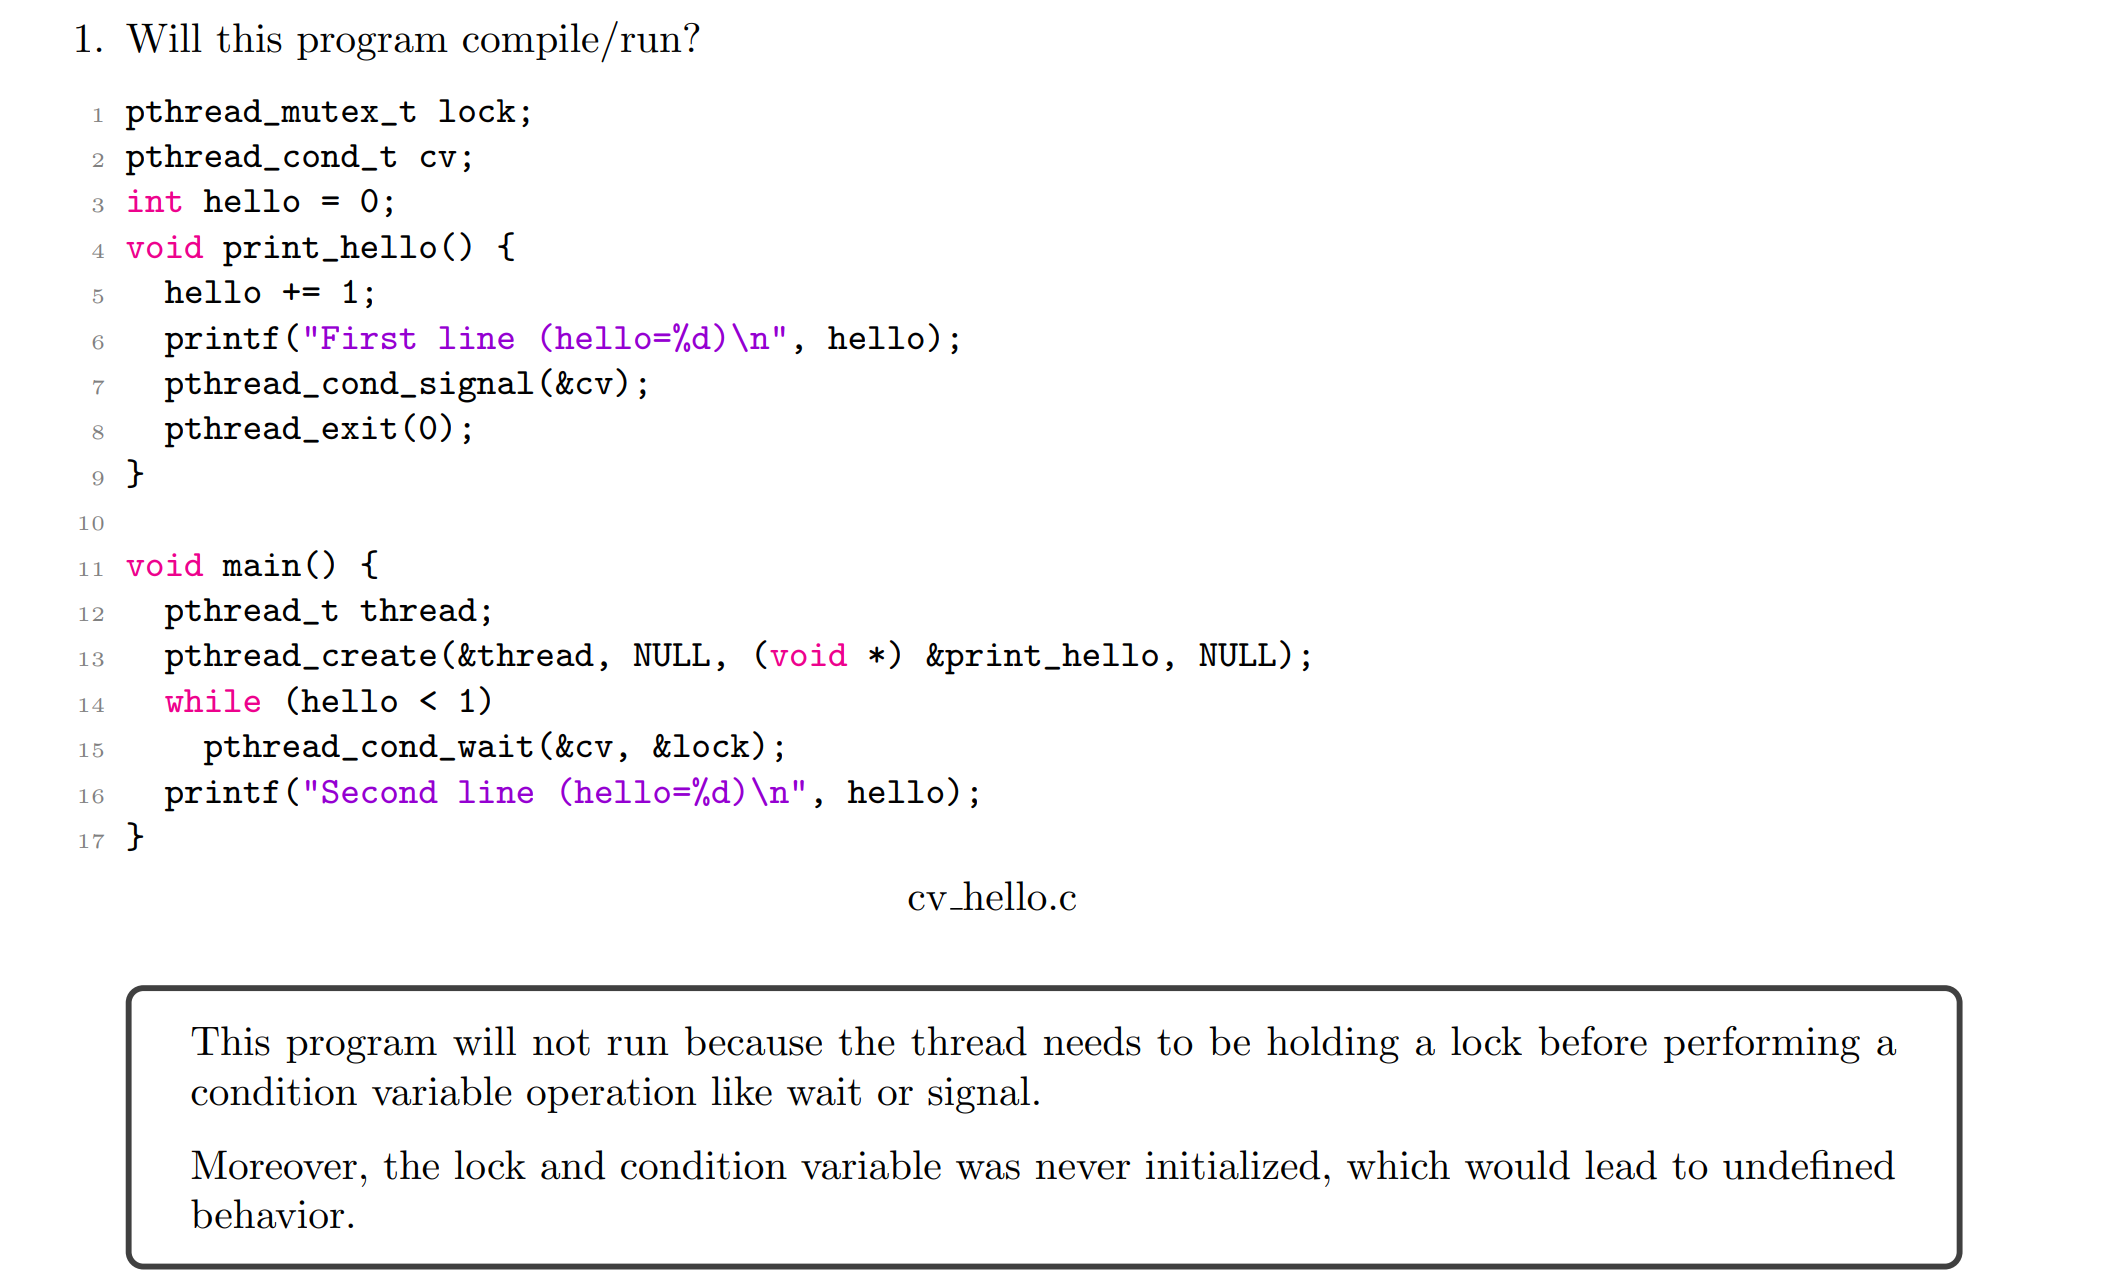 1. Will this program compile/run?
1 pthread_mutex_t lock;
2 pthread_cond_t cv;
3 int hello = 0;
4 void print_hello() {
5   hello += 1;
6   printf("First line (hello=%d)\n", hello);
7   pthread_cond_signal(&cv);
8   pthread_exit(0);
9 }
10
11 void main() {
12   pthread_t thread;
13   pthread_create(&thread, NULL, (void *) &print_hello, NULL);
14   while (hello < 1)
15     pthread_cond_wait(&cv, &lock);
16   printf("Second line (hello=%d)\n", hello);
17 }
cv_hello.c
This program will not run because the thread needs to be holding a lock before performing a
condition variable operation like wait or signal.
Moreover, the lock and condition variable was never initialized, which would lead to undefined
behavior.